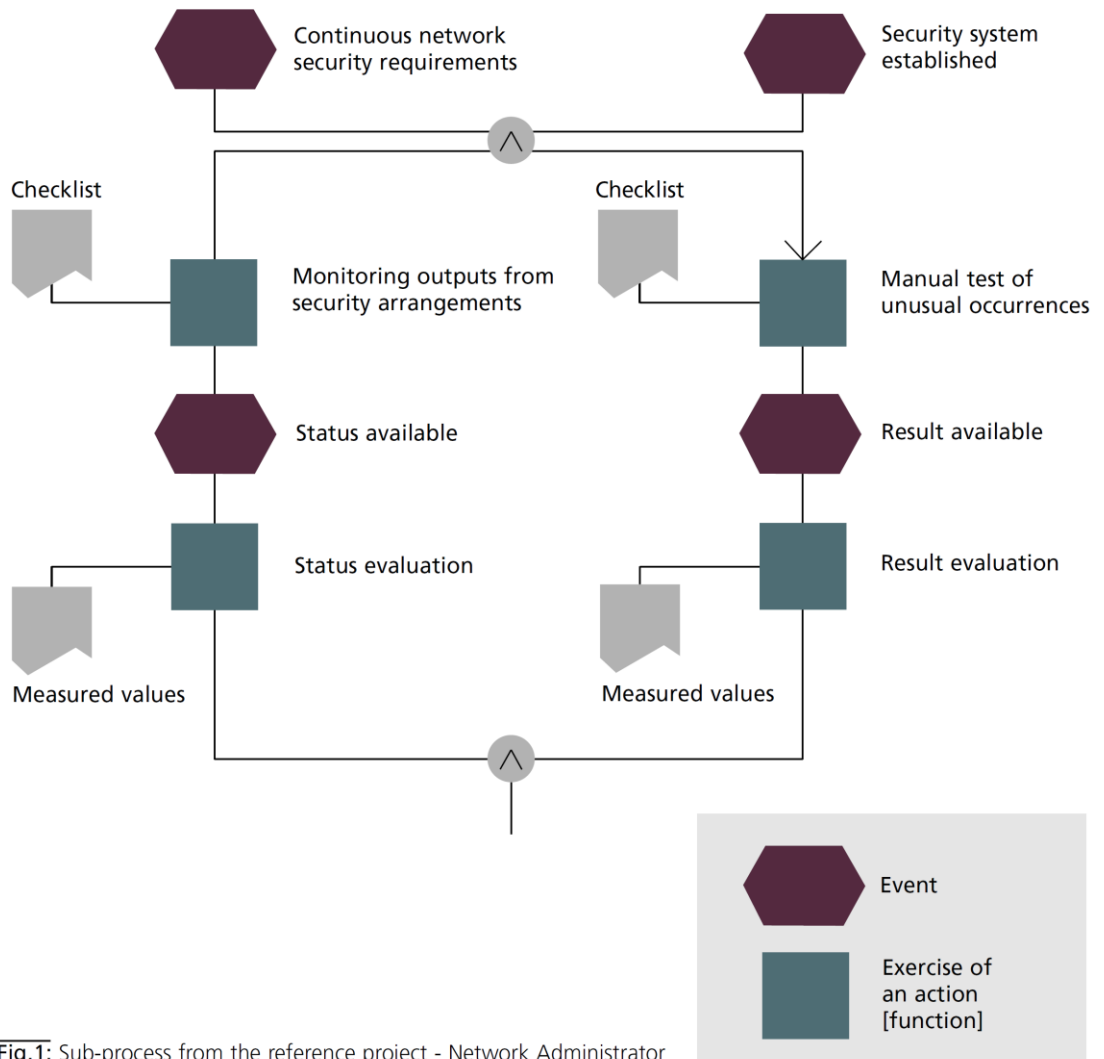 Continuous network
security requirements
Security system
established
Checklist
Checklist
Monitoring outputs from
security arrangements
Manual test of
unusual occurrences
Status available
Result available
Status evaluation
Result evaluation
Measured values
Measured values
Event
Exercise of
an action
[function]
Fig.1: Sub-process from the reference project - Network Administrator